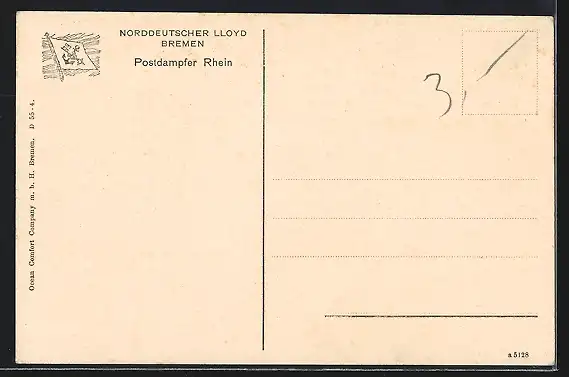 NORDDEUTSCHER LLOYD
BREMEN
Postdampfer Rhein
Ocean Comfort Company m. b. H. Bremen. D 55-4.
3,-
a 5128